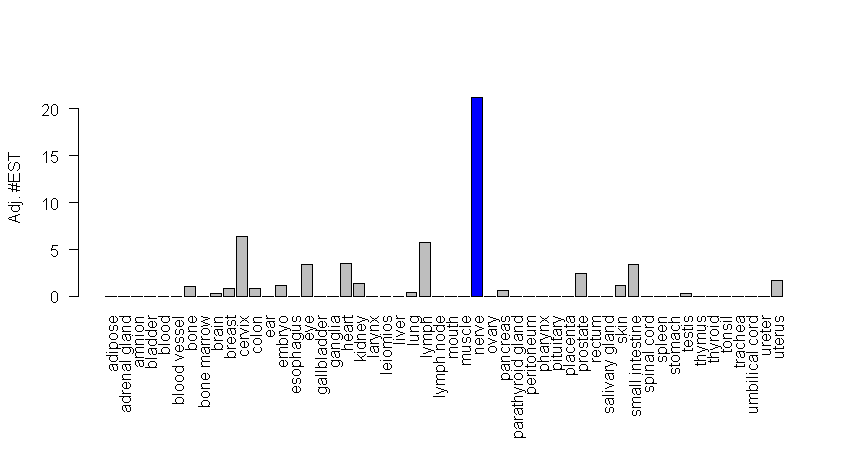 Adj. #EST
20
15
10
5
0
adipose
adrenal gland
amnion
bladder
blood
blood vessel
bone
bone marrow
brain
breast
cervix
colon
ear
embryo
esophagus
eye
gallbladder
ganglia
heart
kidney
larynx
leiomios
liver
lung
lymph
lymph node
mouth
muscle
nerve
ovary
pancreas
parathyroid gland
peritoneum
pharynx
pituitary
placenta
prostate
rectum
salivary gland
skin
small intestine
spinal cord
spleen
stomach
testis
thymus
thyroid
tonsil
trachea
umbilical cord
ureter
uterus